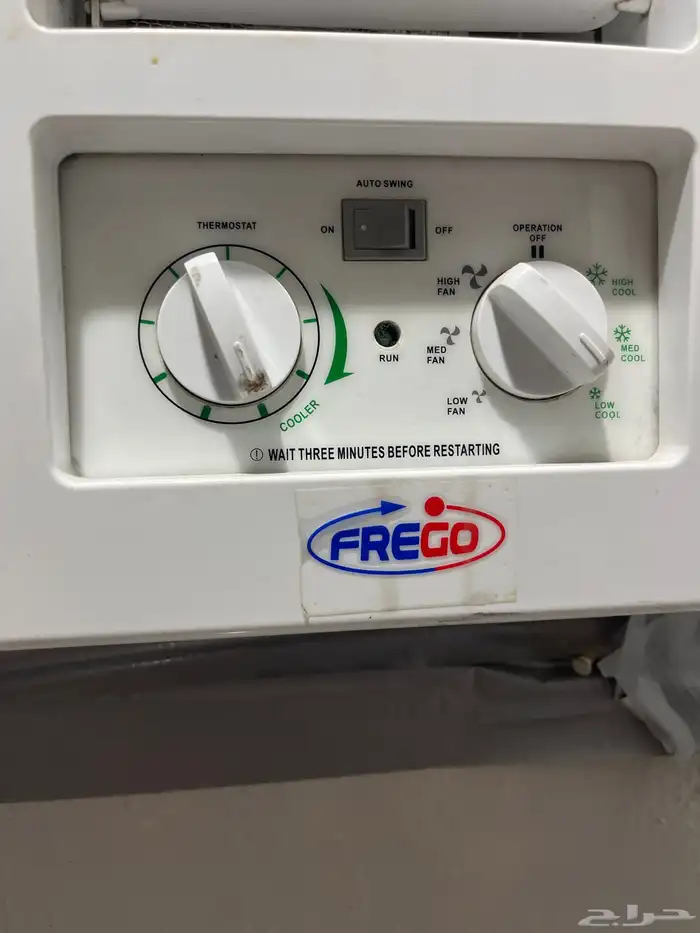 AUTO SWING
ON
OFF
THERMOSTAT
COOLER
RUN
OPERATION
OFF
HIGH
FAN
MED
FAN
LOW
FAN
HIGH
COOL
MED
COOL
LOW
COOL
! WAIT THREE MINUTES BEFORE RESTARTING
FREGO
حراج